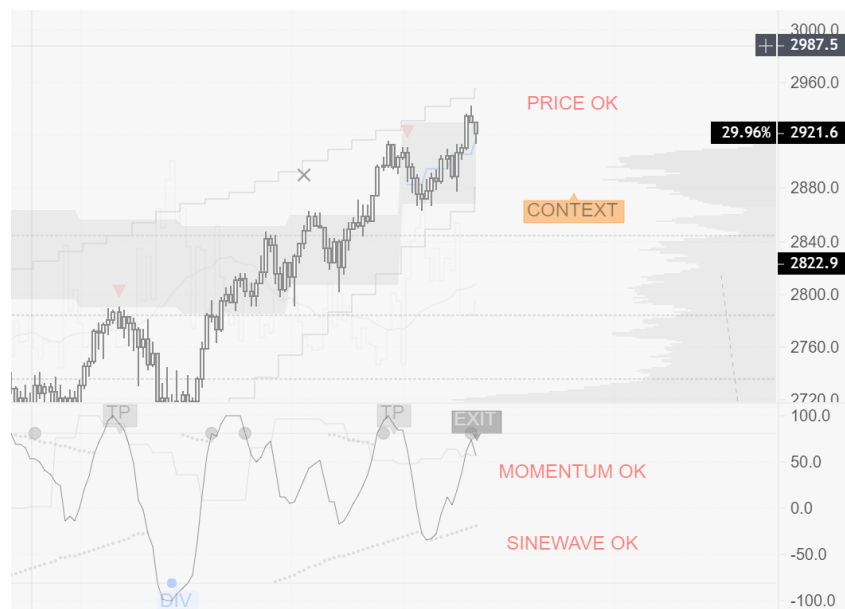 3000.0
2987.5
2960.0
PRICE OK
29.96% 2921.6
2880.0
CONTEXT
2840.0
2822.9
2800.0
2760.0
2720.0
TP
TP
EXIT
100.0
MOMENTUM OK
50.0
0.0
SINEWAVE OK
-50.0
DIV
-100.0